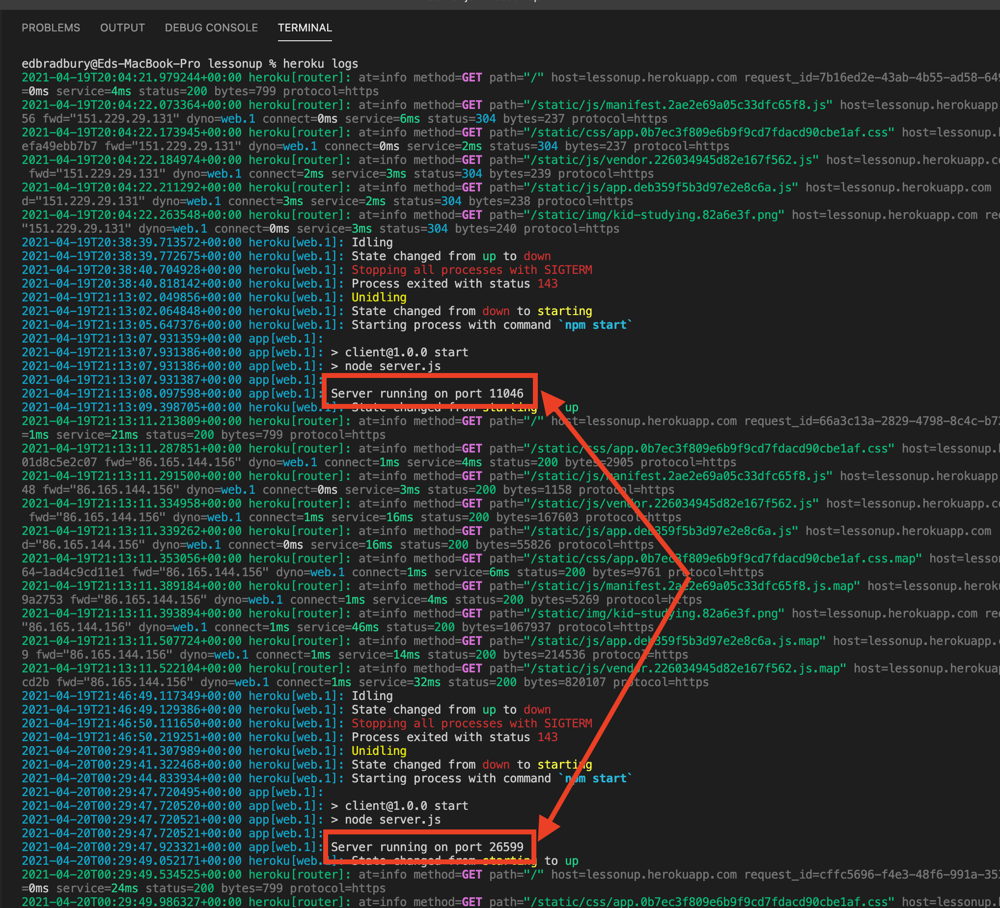 PROBLEMS OUTPUT DEBUG CONSOLE TERMINAL
edbradbury@Eds-MacBook-Pro lessonup % heroku logs
2021-04-19T20:04:21.979244+00:00 heroku[router]: at=info method=GET path="/" host=lessonup.herokuapp.com request_id=7b16ed2e-43ab-4b55-ad58-649
=0ms service=4ms status=200 bytes=799 protocol=https
2021-04-19T20:04:22.073364+00:00 heroku[router]: at=info method=GET path="/static/js/manifest.2ae2e69a05c33dfc65f8.js" host=lessonup.herokuapp
56 fwd="151.229.29.131" dyno=web.1 connect=0ms service=6ms status=304 bytes=237 protocol=https
2021-04-19T20:04:22.173945+00:00 heroku[router]: at=info method=GET path="/static/css/app.0b7ec3f809e6b9f9cd7fdacd90cbe1af.css" host=lessonup.
efa49ebb7b7 fwd="151.229.29.131" dyno=web.1 connect=0ms service=2ms status=304 bytes=237 protocol=https
2021-04-19T20:04:22.184974+00:00 heroku[router]: at=info method=GET path="/static/js/vendor.226034945d82e167f562.js" host=lessonup.herokuapp.c
fwd="151.229.29.131" dyno=web.1 connect=2ms service=3ms status=304 bytes=239 protocol=https
2021-04-19T20:04:22.211292+00:00 heroku[router]: at=info method=GET path="/static/js/app.deb359f5b3d97e2e8c6a.js" host=lessonup.herokuapp.com
d="151.229.29.131" dyno=web.1 connect=3ms service=2ms status=304 bytes=238 protocol=https
2021-04-19T20:04:22.263548+00:00 heroku[router]: at=info method=GET path="/static/img/kid-studying.82a6e3f.png" host=lessonup.herokuapp.com re
"151.229.29.131" dyno=web.1 connect=0ms service=3ms status=304 bytes=240 protocol=https
2021-04-19T20:38:39.713572+00:00 heroku[web.1]: Idling
2021-04-19T20:38:39.772675+00:00 heroku[web.1]: State changed from up to down
2021-04-19T20:38:40.704928+00:00 heroku[web.1]: Stopping all processes with SIGTERM
2021-04-19T20:38:40.818142+00:00 heroku[web.1]: Process exited with status 143
2021-04-19T21:13:02.049856+00:00 heroku[web.1]: Unidling
2021-04-19T21:13:02.064848+00:00 heroku[web.1]: State changed from down to starting
2021-04-19T21:13:05.647376+00:00 heroku[web.1]: Starting process with command `npm start`
2021-04-19T21:13:07.931359+00:00 app[web.1]:
2021-04-19T21:13:07.931386+00:00 app[web.1]: > client@1.0.0 start
2021-04-19T21:13:07.931386+00:00 app[web.1]: > node server.js
2021-04-19T21:13:07.931387+00:00 app[web.1]:
2021-04-19T21:13:08.097598+00:00 app[web.1]: Server running on port 11046
2021-04-19T21:13:09.398705+00:00 heroku[web.1]: State changed from starting up
2021-04-19T21:13:11.213809+00:00 heroku[router]: at=info method=GET path="/" host=lessonup.herokuapp.com request_id=66a3c13a-2829-4798-8c4c-b7
=1ms service=21ms status=200 bytes=799 protocol=https
2021-04-19T21:13:11.287851+00:00 heroku[router]: at=info method=GET path="/static/css/app.0b7ec3f809e6b9f9cd7fdacd90cbe1af.css" host=lessonup.
01d8c5e2c07 fwd="86.165.144.156" dyno=web.1 connect=1ms service=4ms status=200 bytes=2905 protocol=https
2021-04-19T21:13:11.291500+00:00 heroku[router]: at=info method=GET path="/static/js/manifest.2ae2e69a05c33dfc65f8.js" host=lessonup.herokuapp
48 fwd="86.165.144.156" dyno=web.1 connect=0ms service=3ms status=200 bytes=1158 protocol=https
2021-04-19T21:13:11.334958+00:00 heroku[router]: at=info method=GET path="/static/js/vendor.226034945d82e167f562.js" host=lessonup.herokuapp.c
fwd="86.165.144.156" dyno=web.1 connect=1ms service=16ms status=200 bytes=167603 protocol=https
2021-04-19T21:13:11.339262+00:00 heroku[router]: at=info method=GET path="/static/js/app.deb359f5b3d97e2e8c6a.js" host=lessonup.herokuapp.com
d="86.165.144.156" dyno=web.1 connect=0ms service=16ms status=200 bytes=55826 protocol=https
2021-04-19T21:13:11.353056+00:00 heroku[router]: at=info method=GET path="/static/css/app.0b7ec3f809e6b9f9cd7fdacd90cbe1af.css.map" host=lesso
64-1ad4c9cd11e1 fwd="86.165.144.156" dyno=web.1 connect=1ms service=6ms status=200 bytes=9761 protocol=https
2021-04-19T21:13:11.389184+00:00 heroku[router]: at=info method=GET path="/static/js/manifest.2ae2e69a05c33dfc65f8.js.map" host=lessonup.herok
9a2753 fwd="86.165.144.156" dyno=web.1 connect=1ms service=4ms status=200 bytes=5269 protocol=https
2021-04-19T21:13:11.393894+00:00 heroku[router]: at=info method=GET path="/static/img/kid-studying.82a6e3f.png" host=lessonup.herokuapp.com re
"86.165.144.156" dyno=web.1 connect=1ms service=46ms status=200 bytes=1067937 protocol=https
2021-04-19T21:13:11.507724+00:00 heroku[router]: at=info method=GET path="/static/js/app.deb359f5b3d97e2e8c6a.js.map" host=lessonup.herokuapp.
9 fwd="86.165.144.156" dyno=web.1 connect=1ms service=14ms status=200 bytes=214536 protocol=https
2021-04-19T21:13:11.522104+00:00 heroku[router]: at=info method=GET path="/static/js/vendor.226034945d82e167f562.js.map" host=lessonup.herokua
cd2b fwd="86.165.144.156" dyno=web.1 connect=1ms service=32ms status=200 bytes=820107 protocol=https
2021-04-19T21:46:49.117349+00:00 heroku[web.1]: Idling
2021-04-19T21:46:49.129386+00:00 heroku[web.1]: State changed from up to down
2021-04-19T21:46:50.111650+00:00 heroku[web.1]: Stopping all processes with SIGTERM
2021-04-19T21:46:50.219251+00:00 heroku[web.1]: Process exited with status 143
2021-04-20T00:29:41.307989+00:00 heroku[web.1]: Unidling
2021-04-20T00:29:41.322468+00:00 heroku[web.1]: State changed from down to starting
2021-04-20T00:29:44.833934+00:00 heroku[web.1]: Starting process with command `npm start`
2021-04-20T00:29:47.720495+00:00 app[web.1]:
2021-04-20T00:29:47.720520+00:00 app[web.1]: > client@1.0.0 start
2021-04-20T00:29:47.720521+00:00 app[web.1]: > node server.js
2021-04-20T00:29:47.720521+00:00 app[web.1]:
2021-04-20T00:29:47.923321+00:00 app[web.1]: Server running on port 26599
2021-04-20T00:29:49.052171+00:00 heroku[web.1]: State changed from starting to up
2021-04-20T00:29:49.534525+00:00 heroku[router]: at=info method=GET path="/" host=lessonup.herokuapp.com request_id=cffc5696-f4e3-48f6-991a-35
=0ms service=24ms status=200 bytes=799 protocol=https
2021-04-20T00:29:49.986327+00:00 heroku[router]: at=info method=GET path="/static/css/app.0b7ec3f809e6b9f9cd7fdacd90cbe1af.css" host=lessonup.